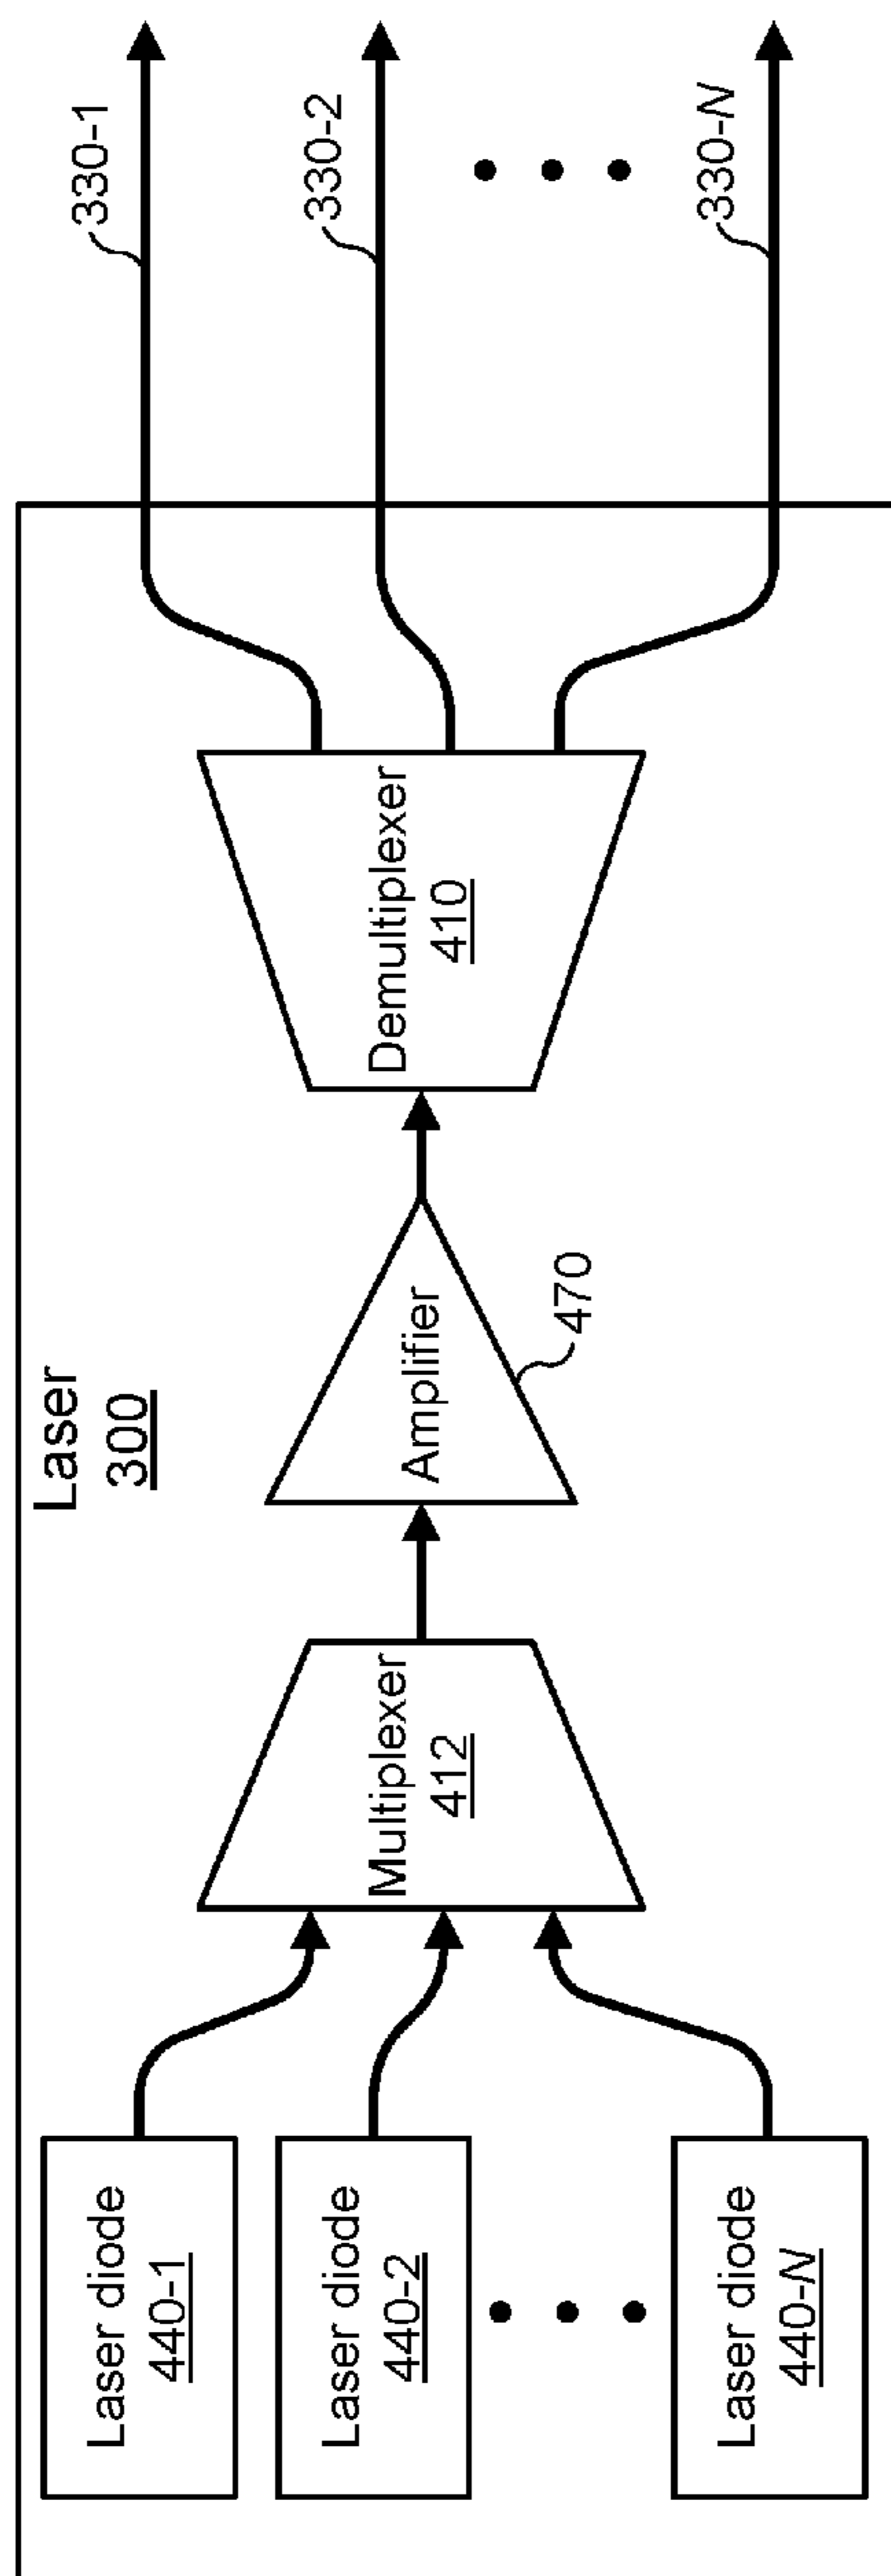 Laser
300
Laser diode
440-1
Laser diode
440-2
Laser diode
440-N
Multiplexer
412
Amplifier
470
Demultiplexer
410
330-1
330-2
330-N